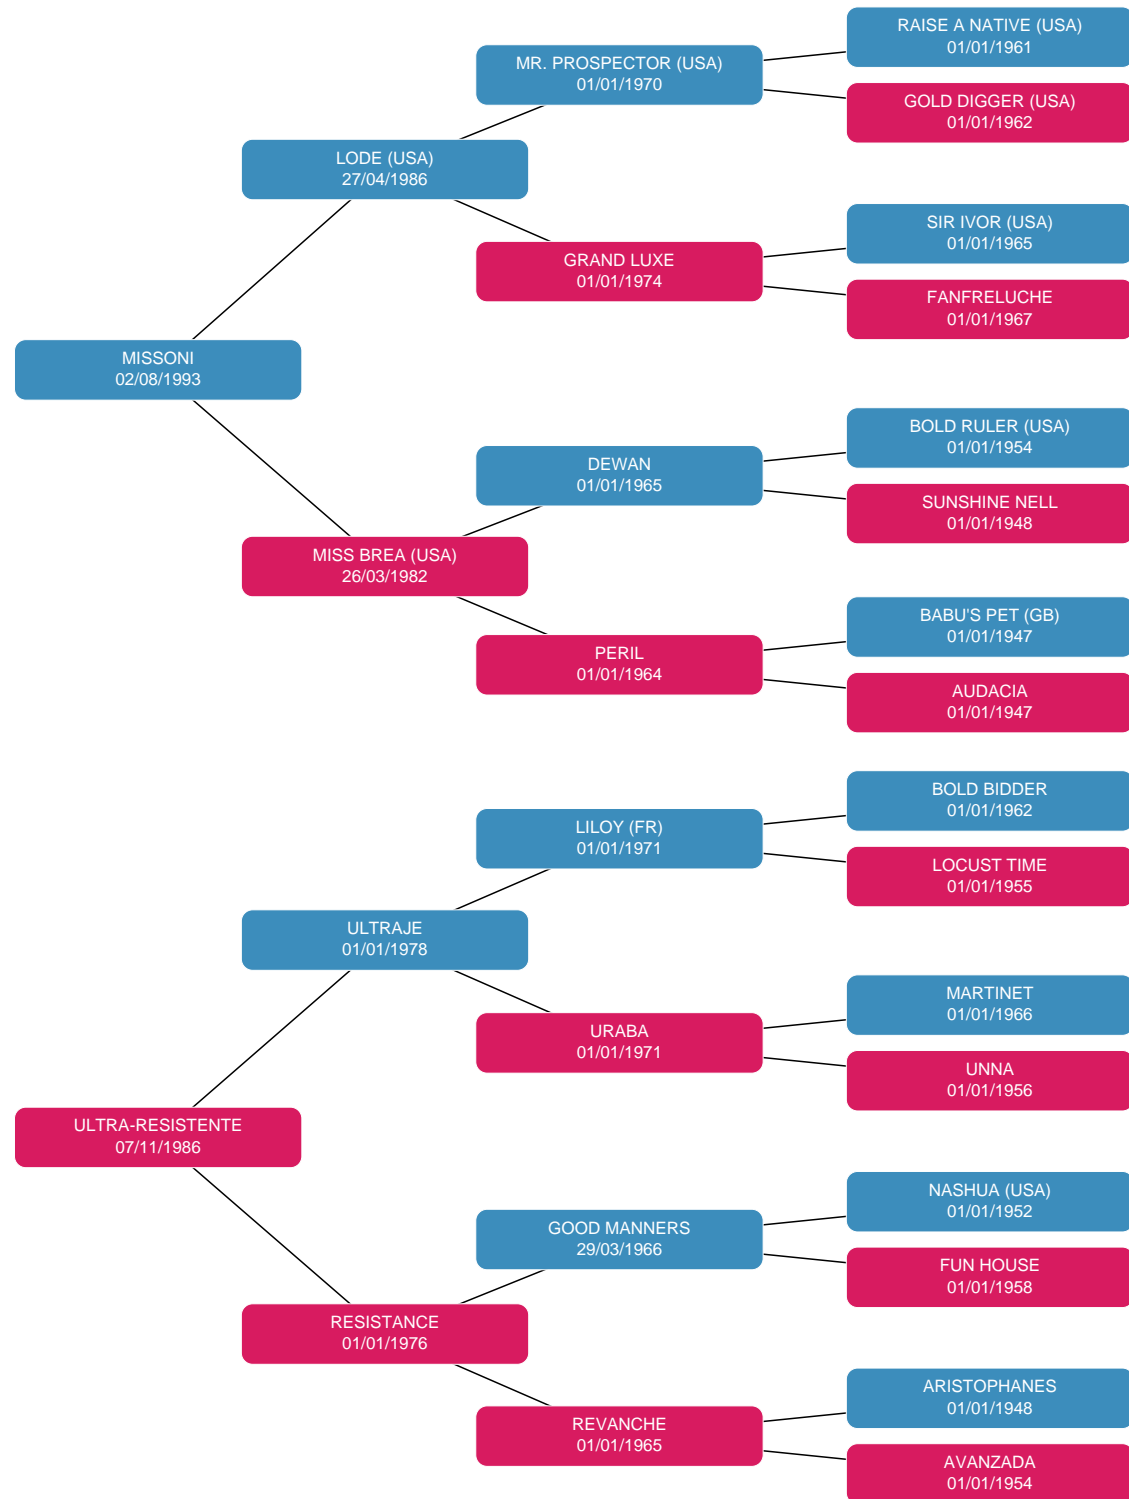 RAISE A NATIVE (USA)
01/01/1961
MR. PROSPECTOR (USA)
01/01/1970
GOLD DIGGER (USA)
01/01/1962
LODE (USA)
27/04/1986
SIR IVOR (USA)
01/01/1965
GRAND LUXE
01/01/1974
FANFRELUCHE
01/01/1967
MISSONI
02/08/1993
BOLD RULER (USA)
01/01/1954
DEWAN
01/01/1965
SUNSHINE NELL
01/01/1948
MISS BREA (USA)
26/03/1982
BABU'S PET (GB)
01/01/1947
PERIL
01/01/1964
AUDACIA
01/01/1947
BOLD BIDDER
01/01/1962
LILOY (FR)
01/01/1971
LOCUST TIME
01/01/1955
ULTRAJE
01/01/1978
MARTINET
01/01/1966
URABA
01/01/1971
UNNA
01/01/1956
ULTRA-RESISTENTE
07/11/1986
NASHUA (USA)
01/01/1952
GOOD MANNERS
29/03/1966
FUN HOUSE
01/01/1958
RESISTANCE
01/01/1976
ARISTOPHANES
01/01/1948
REVANCHE
01/01/1965
AVANZADA
01/01/1954